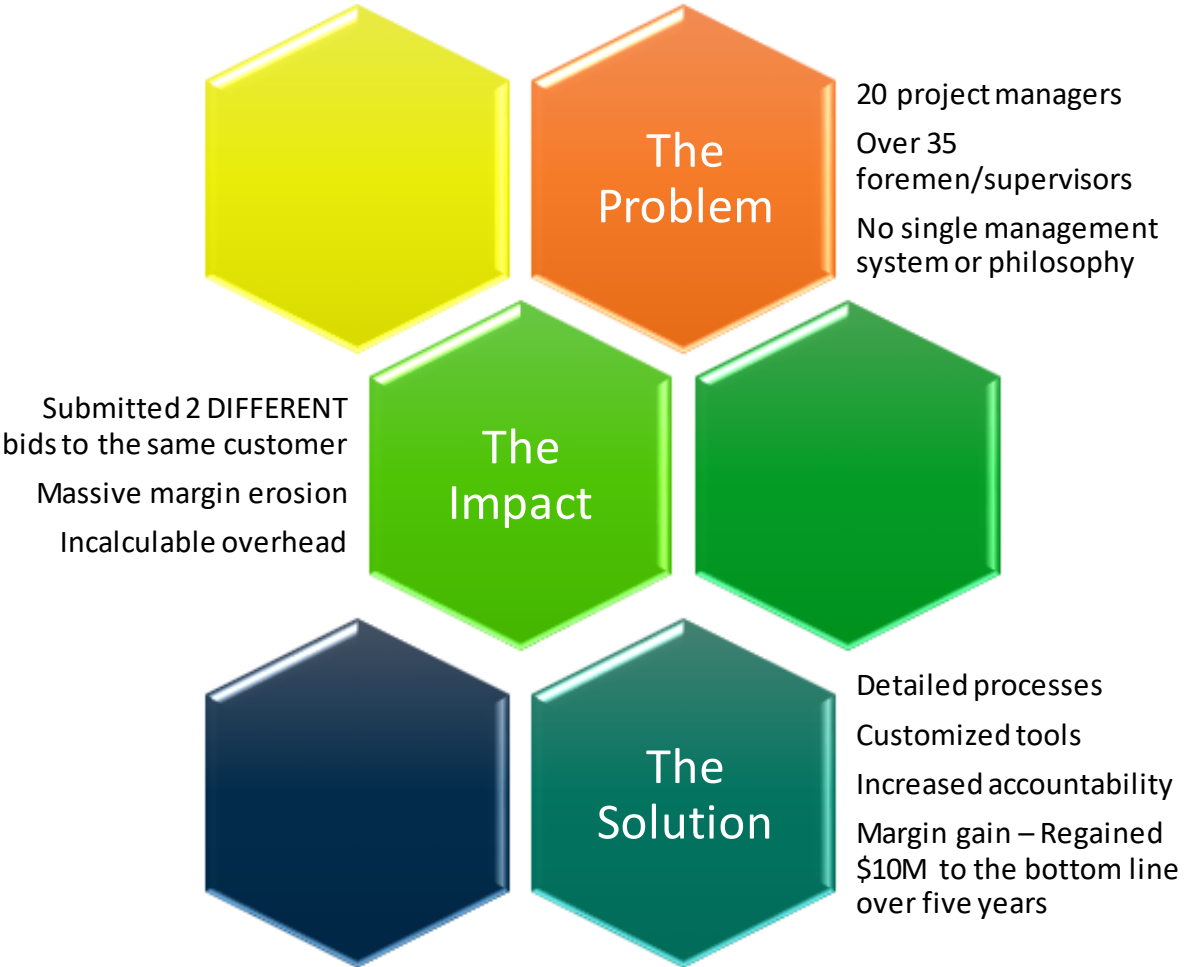 The
Problem
20 project managers
Over 35
foremen/supervisors
No single management
system or philosophy
Submitted 2 DIFFERENT
bids to the same customer
Massive margin erosion
Incalculable overhead
The
Impact
The
Solution
Detailed processes
Customized tools
Increased accountability
Margin gain – Regained
$10M to the bottom line
over five years